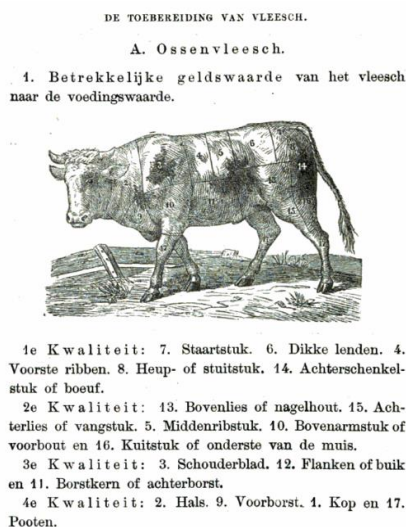 DE TOEBEREIDING VAN VLEESCH.
A. Ossenvleesch.
1. Betrekkelijke geldswaarde van het vleesch
naar de voedingswaarde.
1e Kwaliteit: 7. Staartstuk. 6. Dikke lenden. 4.
Voorste ribben. 8. Heup- of stuitstuk. 14. Achterschenkel-
stuk of boeuf.
2e Kwaliteit: 13. Bovenlies of nagelhout. 15. Ach-
terlies of vangstuk. 5. Middenribstuk. 10. Bovenarmstuk of
voorbout en 16. Kuitstuk of onderste van de muis.
3e Kwaliteit: 3. Schouderblad. 12. Flanken of buik
en 11. Borstkern of achterborst.
4e Kwaliteit: 2. Hals. 9. Voorborst. 1. Kop en 17.
Pooten.